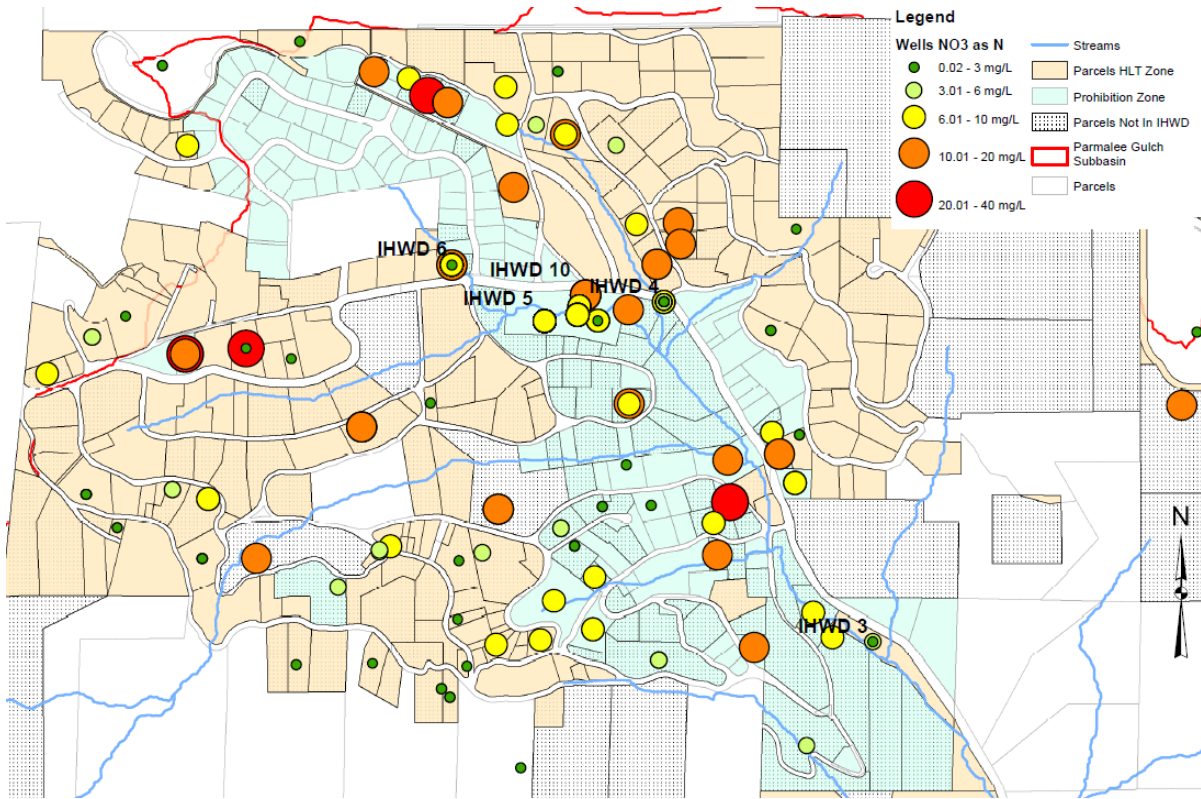 Legend
Wells NO3 as N
0.02 - 3 mg/L
3.01 - 6 mg/L
6.01 - 10 mg/L
10.01 - 20 mg/L
20.01 - 40 mg/L
Streams
Parcels HLT Zone
Prohibition Zone
Parcels Not In IHWD
Parmalee Gulch
Subbasin
Parcels
IHWD 6
IHWD 10
IHWD 5
IHWD 4
N
IHWD 3